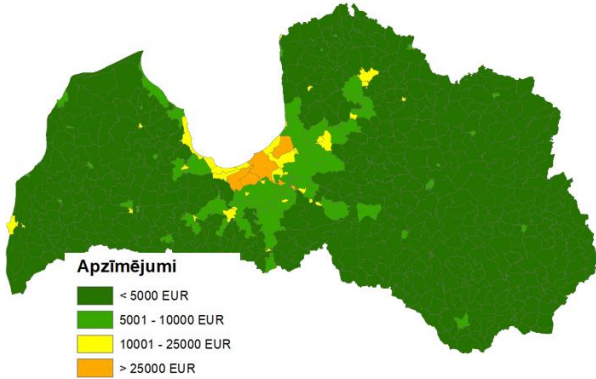 Apzīmējumi
< 5000 EUR
5001 - 10000 EUR
10001 - 25000 EUR
> 25000 EUR